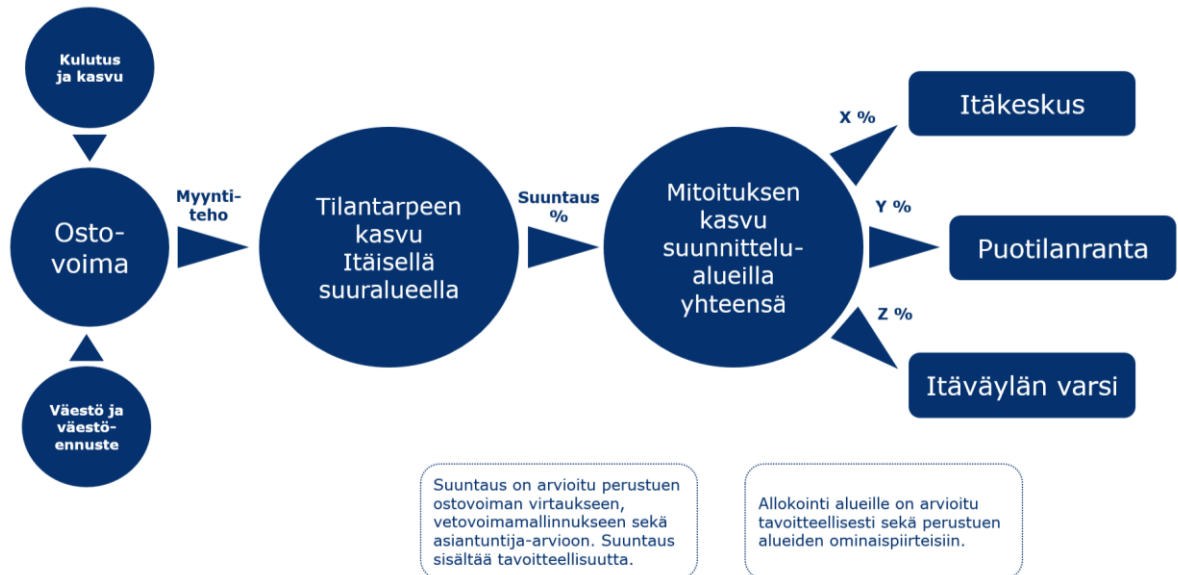 Kulutus
ja kasvu
Osto-
voima
Väestö ja
väestö-
ennuste
Myynti-
teho
Tilantarpeen
kasvu
Itäisellä
suuralueella
Suuntaus
%
Mitoituksen
kasvu
suunnittelu-
alueilla
yhteensä
X %
Itäkeskus
Y %
Puotilanranta
Z %
Itäväylän varsi
Suuntaus on arvioitu perustuen
ostovoiman virtaukseen,
vetovoimamallinnukseen sekä
asiantuntija-arvioon. Suuntaus
sisältää tavoitteellisuutta.
Allokointi alueille on arvioitu
tavoitteellisesti sekä perustuen
alueiden ominaispiirteisiin.